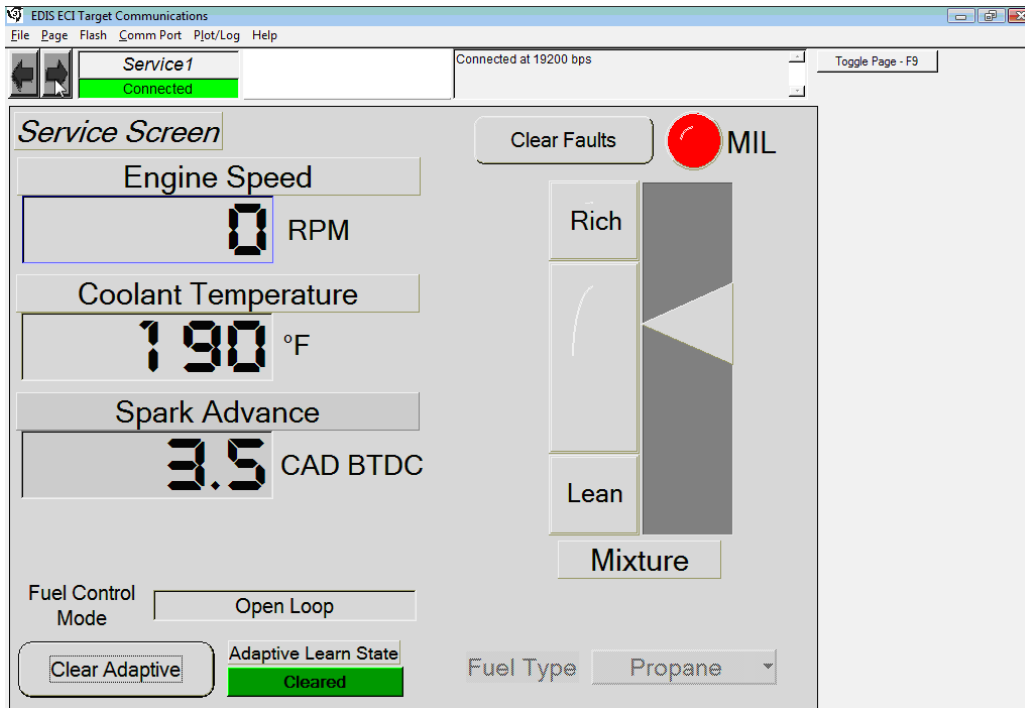 EDIS ECI Target Communications
File Page Flash Comm Port Plot/Log Help
Service1
Connected
Connected at 19200 bps
Toggle Page - F9
Service Screen
Clear Faults
MIL
Engine Speed
0 RPM
Rich
Coolant Temperature
190 °F
Spark Advance
3.5 CAD BTDC
Lean
Mixture
Fuel Control
Mode
Open Loop
Clear Adaptive
Adaptive Learn State
Cleared
Fuel Type
Propane